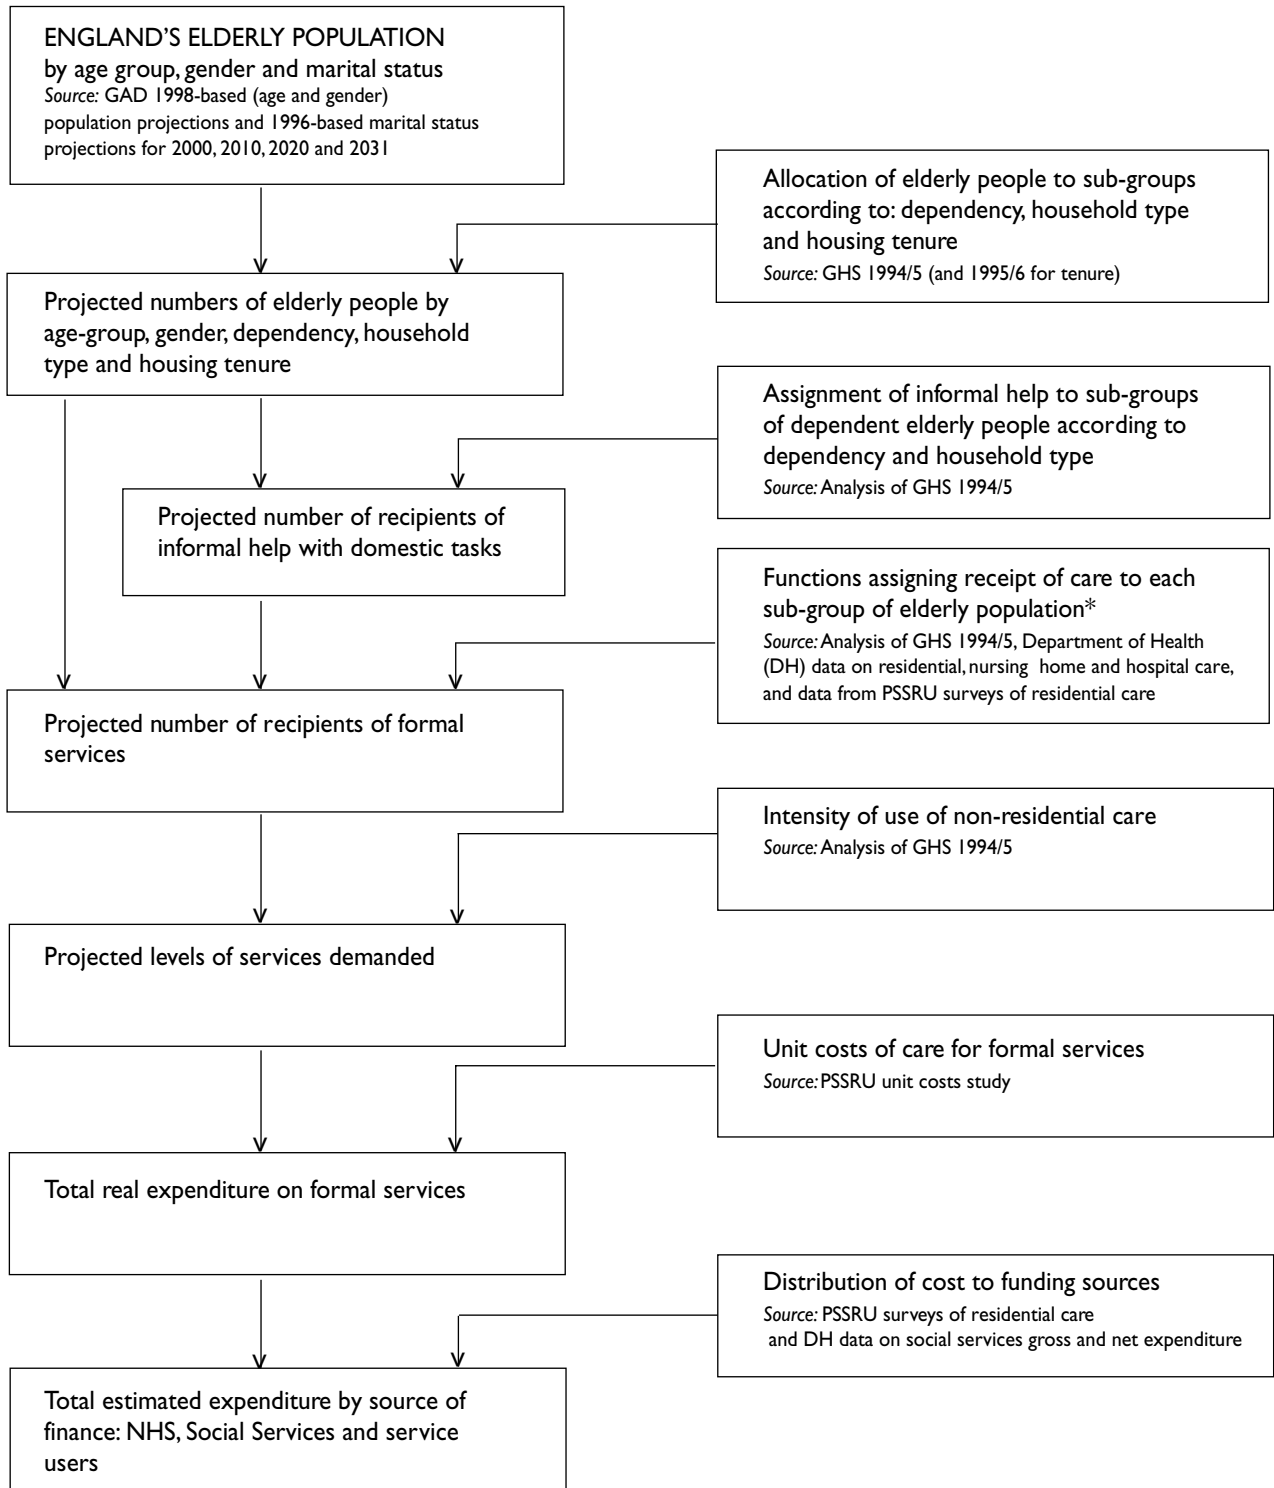 ENGLAND'S ELDERLY POPULATION
by age group, gender and marital status
Source: GAD 1998-based (age and gender)
population projections and 1996-based marital status
projections for 2000, 2010, 2020 and 2031
Allocation of elderly people to sub-groups
according to: dependency, household type
and housing tenure
Source: GHS 1994/5 (and 1995/6 for tenure)
Projected numbers of elderly people by
age-group, gender, dependency, household
type and housing tenure
Assignment of informal help to sub-groups
of dependent elderly people according to
dependency and household type
Source: Analysis of GHS 1994/5
Projected number of recipients of
informal help with domestic tasks
Functions assigning receipt of care to each
sub-group of elderly population*
Source: Analysis of GHS 1994/5, Department of Health
(DH) data on residential, nursing home and hospital care,
and data from PSSRU surveys of residential care
Projected number of recipients of formal
services
Intensity of use of non-residential care
Source: Analysis of GHS 1994/5
Projected levels of services demanded
Unit costs of care for formal services
Source: PSSRU unit costs study
Total real expenditure on formal services
Distribution of cost to funding sources
Source: PSSRU surveys of residential care
and DH data on social services gross and net expenditure
Total estimated expenditure by source of
finance: NHS, Social Services and service
users